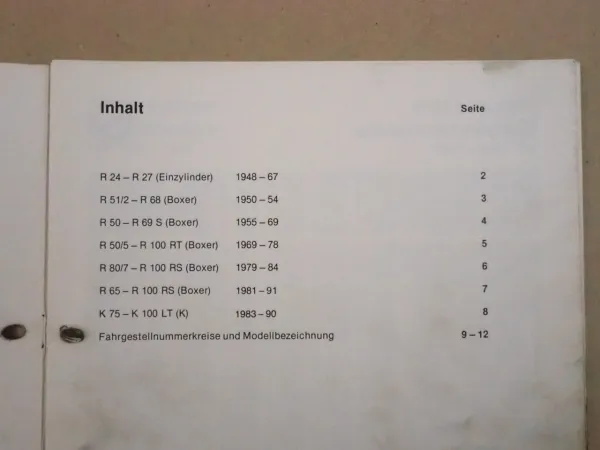 Inhalt Seite
R 24 – R 27 (Einzylinder) 1948 – 67 2
R 51/2 – R 68 (Boxer) 1950 – 54 3
R 50 – R 69 S (Boxer) 1955 – 69 4
R 50/5 – R 100 RT (Boxer) 1969 – 78 5
R 80/7 – R 100 RS (Boxer) 1979 – 84 6
R 65 – R 100 RS (Boxer) 1981 – 91 7
K 75 – K 100 LT (K) 1983 – 90 8
Fahrgestellnummerkreise und Modellbezeichnung 9 – 12